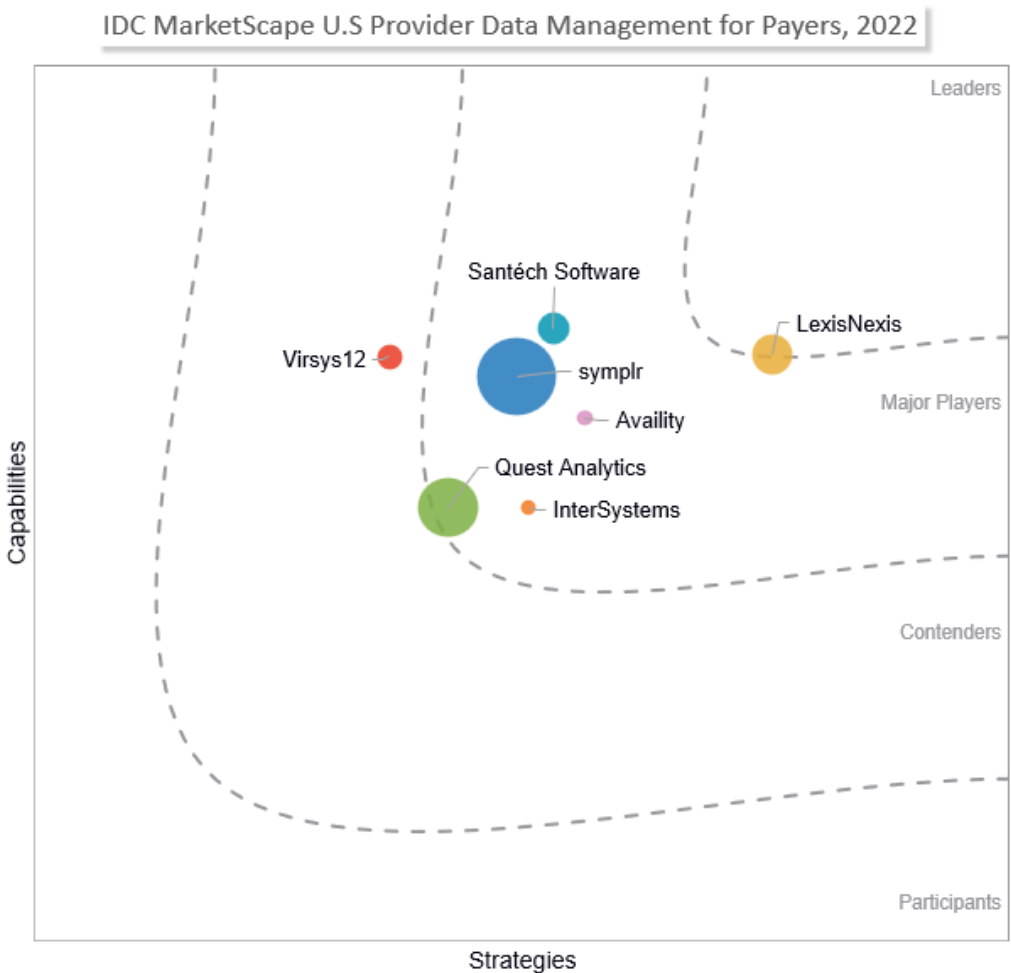 IDC MarketScape U.S Provider Data Management for Payers, 2022
Leaders
Santéch Software
LexisNexis
Virsys12
symplr
Major Players
Availity
Quest Analytics
InterSystems
Capabilities
Contenders
Participants
Strategies